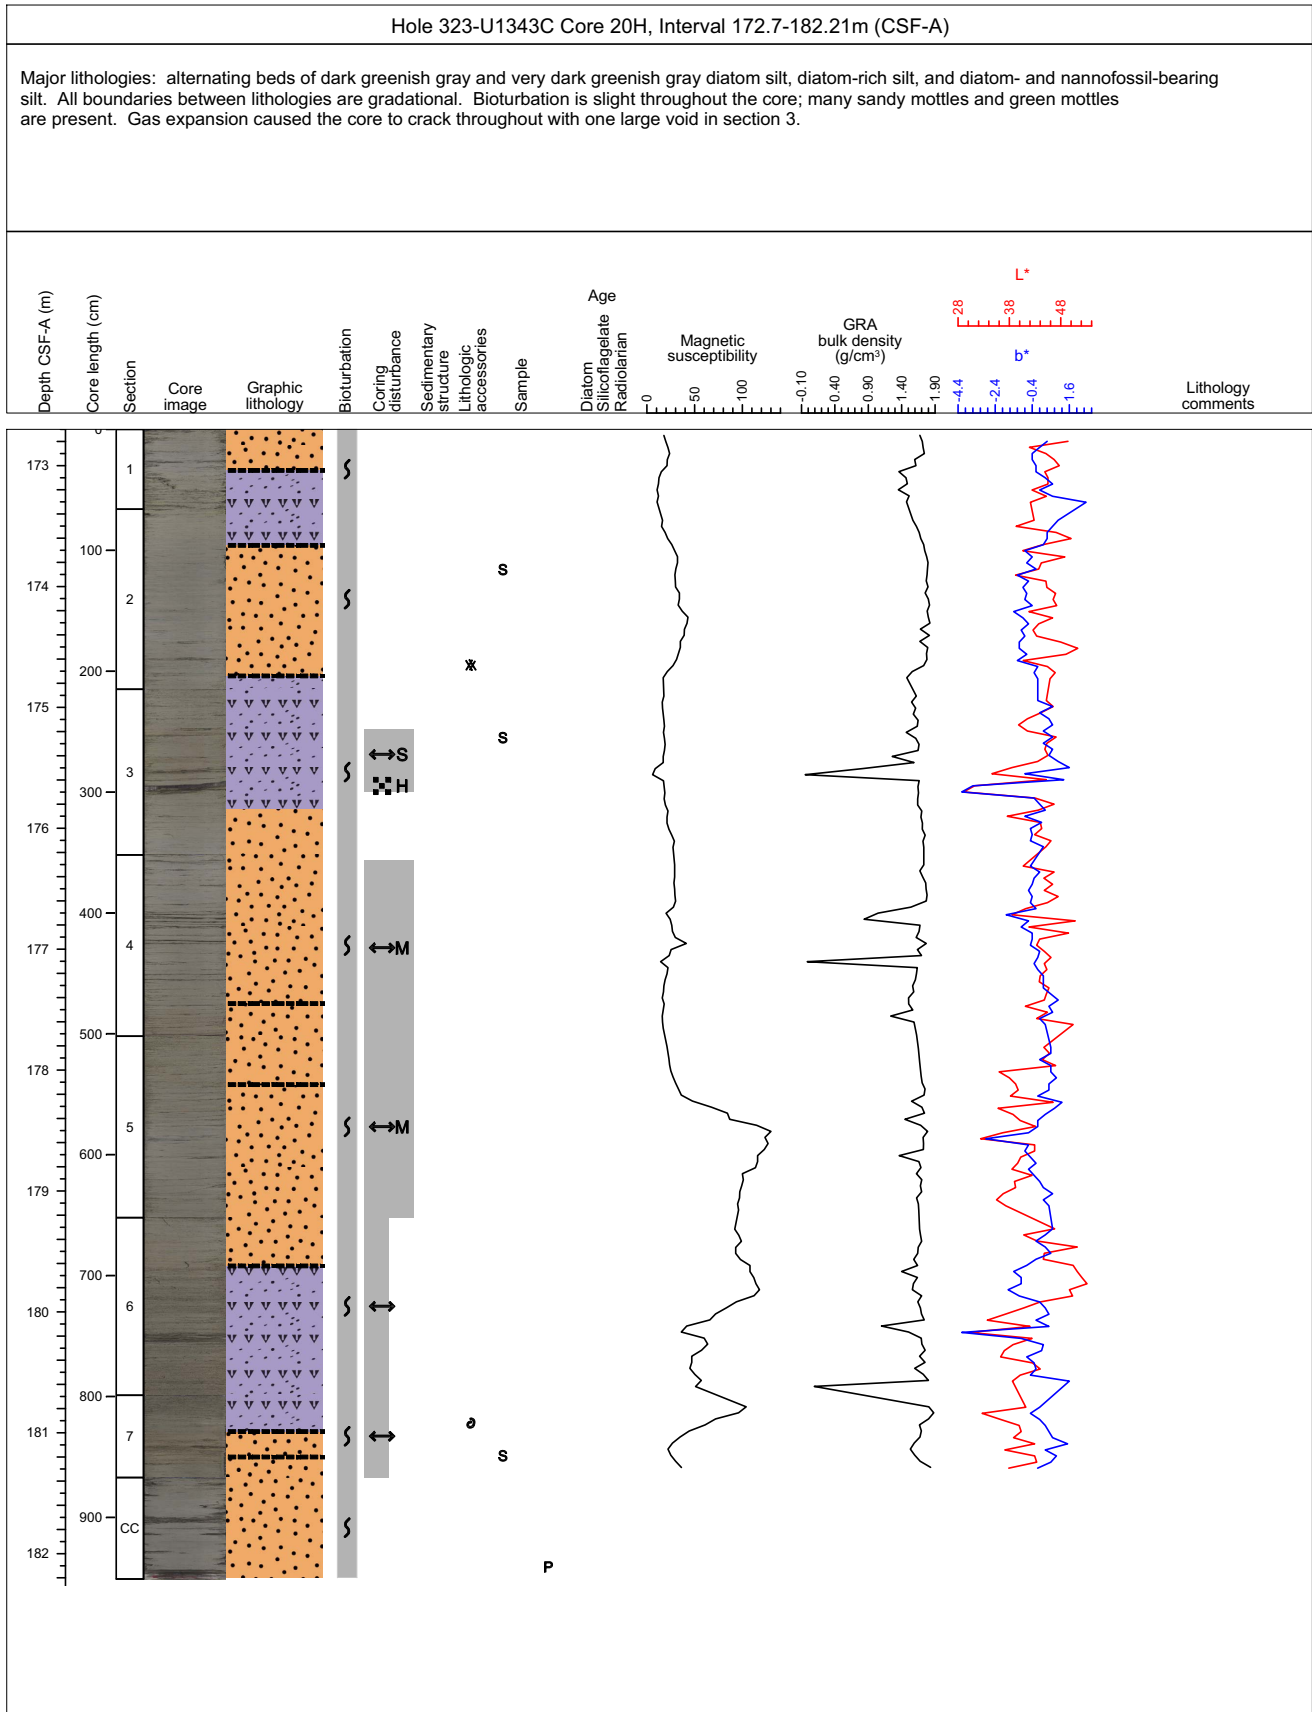 Hole 323-U1343C Core 20H, Interval 172.7-182.21m (CSF-A)
Major lithologies: alternating beds of dark greenish gray and very dark greenish gray diatom silt, diatom-rich silt, and diatom- and nannofossil-bearing
silt. All boundaries between lithologies are gradational. Bioturbation is slight throughout the core; many sandy mottles and green mottles
are present. Gas expansion caused the core to crack throughout with one large void in section 3.
Depth CSF-A (m)
Core length (cm)
Section
Core
image
Graphic
lithology
Bioturbation
Coring
disturbance
Sedimentary
structure
Lithologic
accessories
Sample
Age
Diatom
Silicoflagelate
Radiolarian
Magnetic
susceptibility
0
50
100
GRA
bulk density
(g/cm³)
-0.10
0.40
0.90
1.40
1.90
L*
28
38
48
b*
-4.4
-2.4
-0.4
1.6
Lithology
comments
0
173
1
100
S
174
2
200
175
S
S
3
H
300
176
400
4
M
177
500
178
5
M
600
179
700
6
180
800
7
181
S
900
CC
182
P